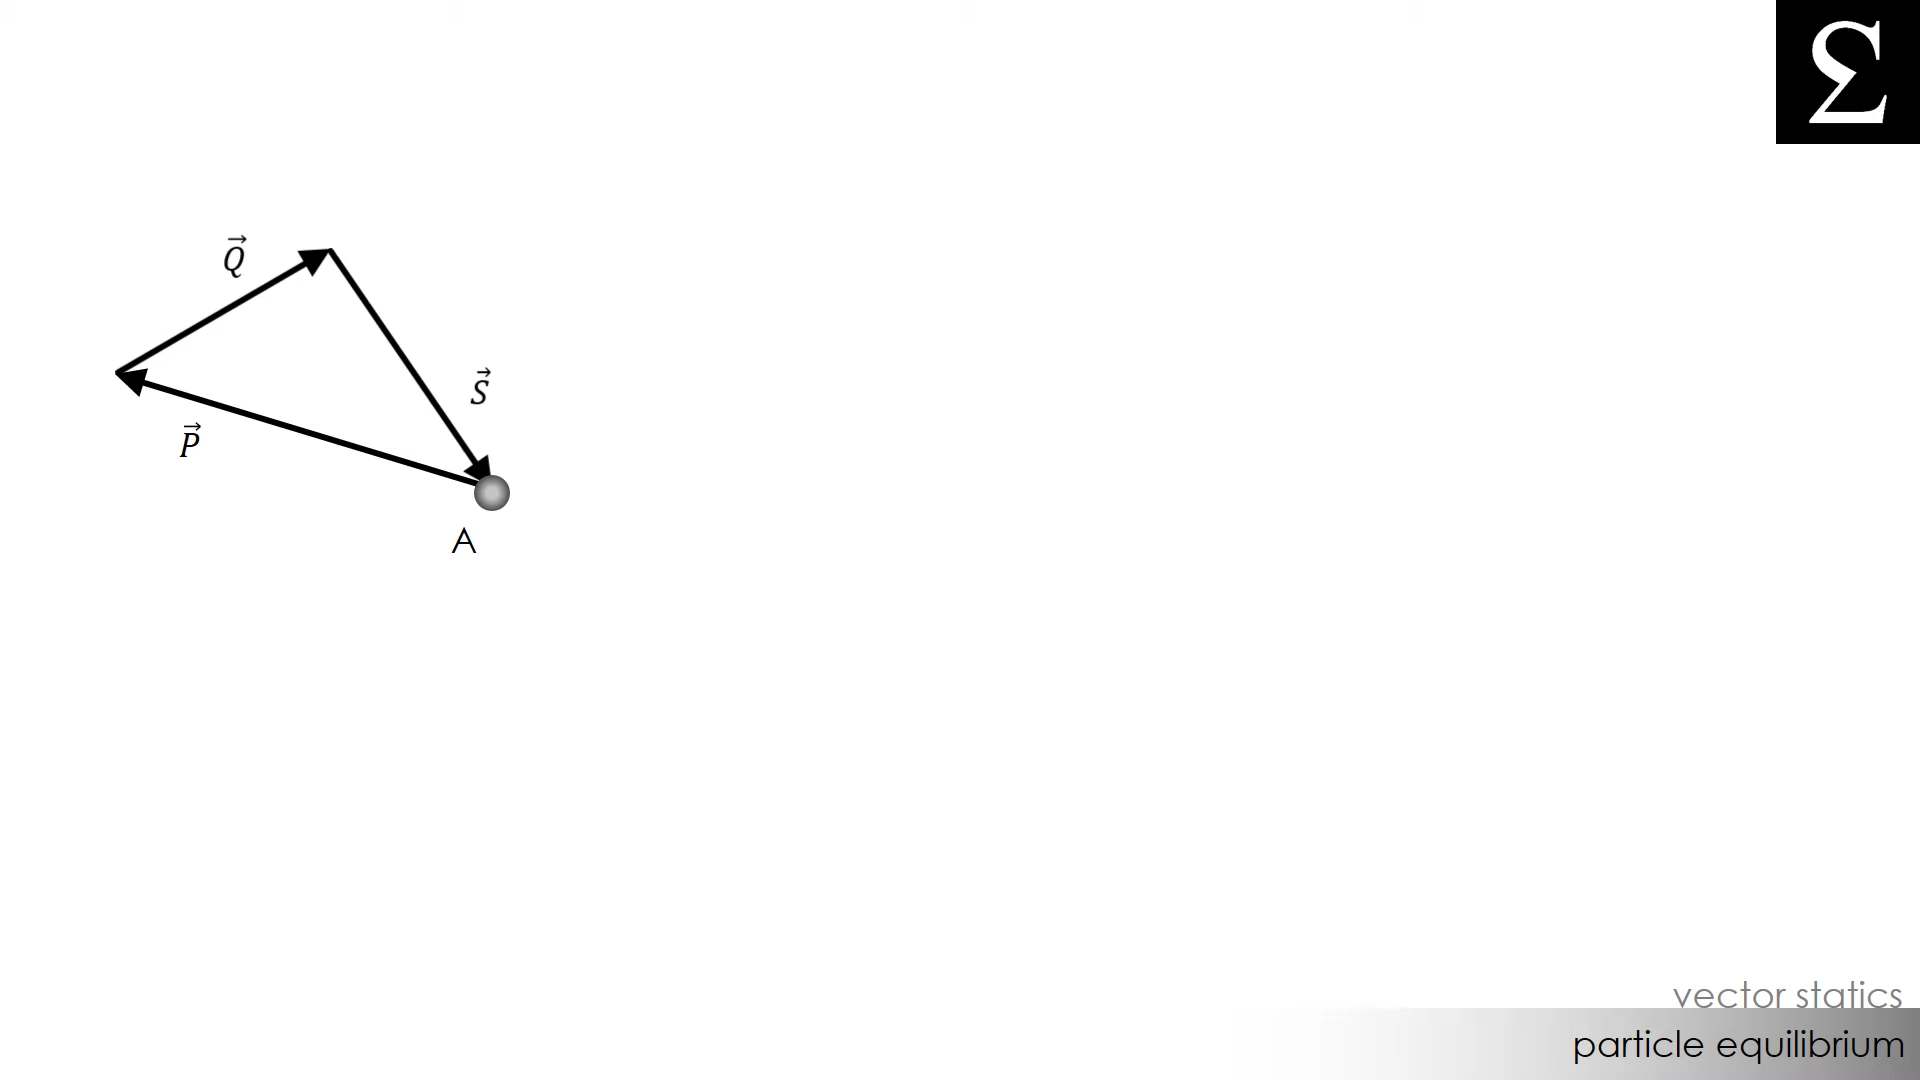 Σ
Q⃗
S⃗
P⃗
A
vector statics
particle equilibrium